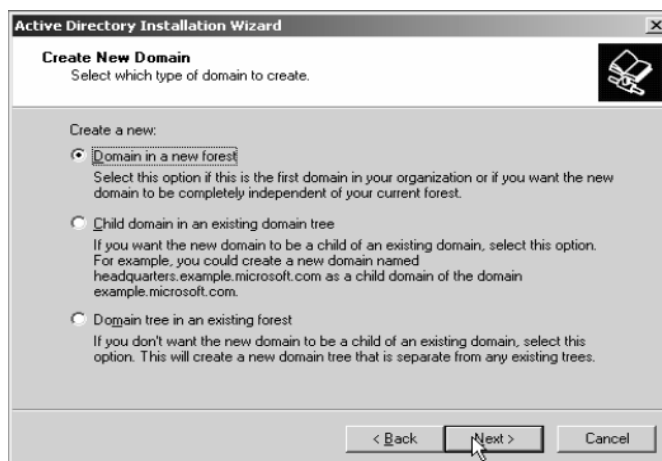 Active Directory Installation Wizard
Create New Domain
Select which type of domain to create.
Create a new:
Domain in a new forest
Select this option if this is the first domain in your organization or if you want the new
domain to be completely independent of your current forest.
Child domain in an existing domain tree
If you want the new domain to be a child of an existing domain, select this option.
For example, you could create a new domain named
headquarters.example.microsoft.com as a child domain of the domain
example.microsoft.com.
Domain tree in an existing forest
If you don't want the new domain to be a child of an existing domain, select this
option. This will create a new domain tree that is separate from any existing trees.
< Back Next > Cancel